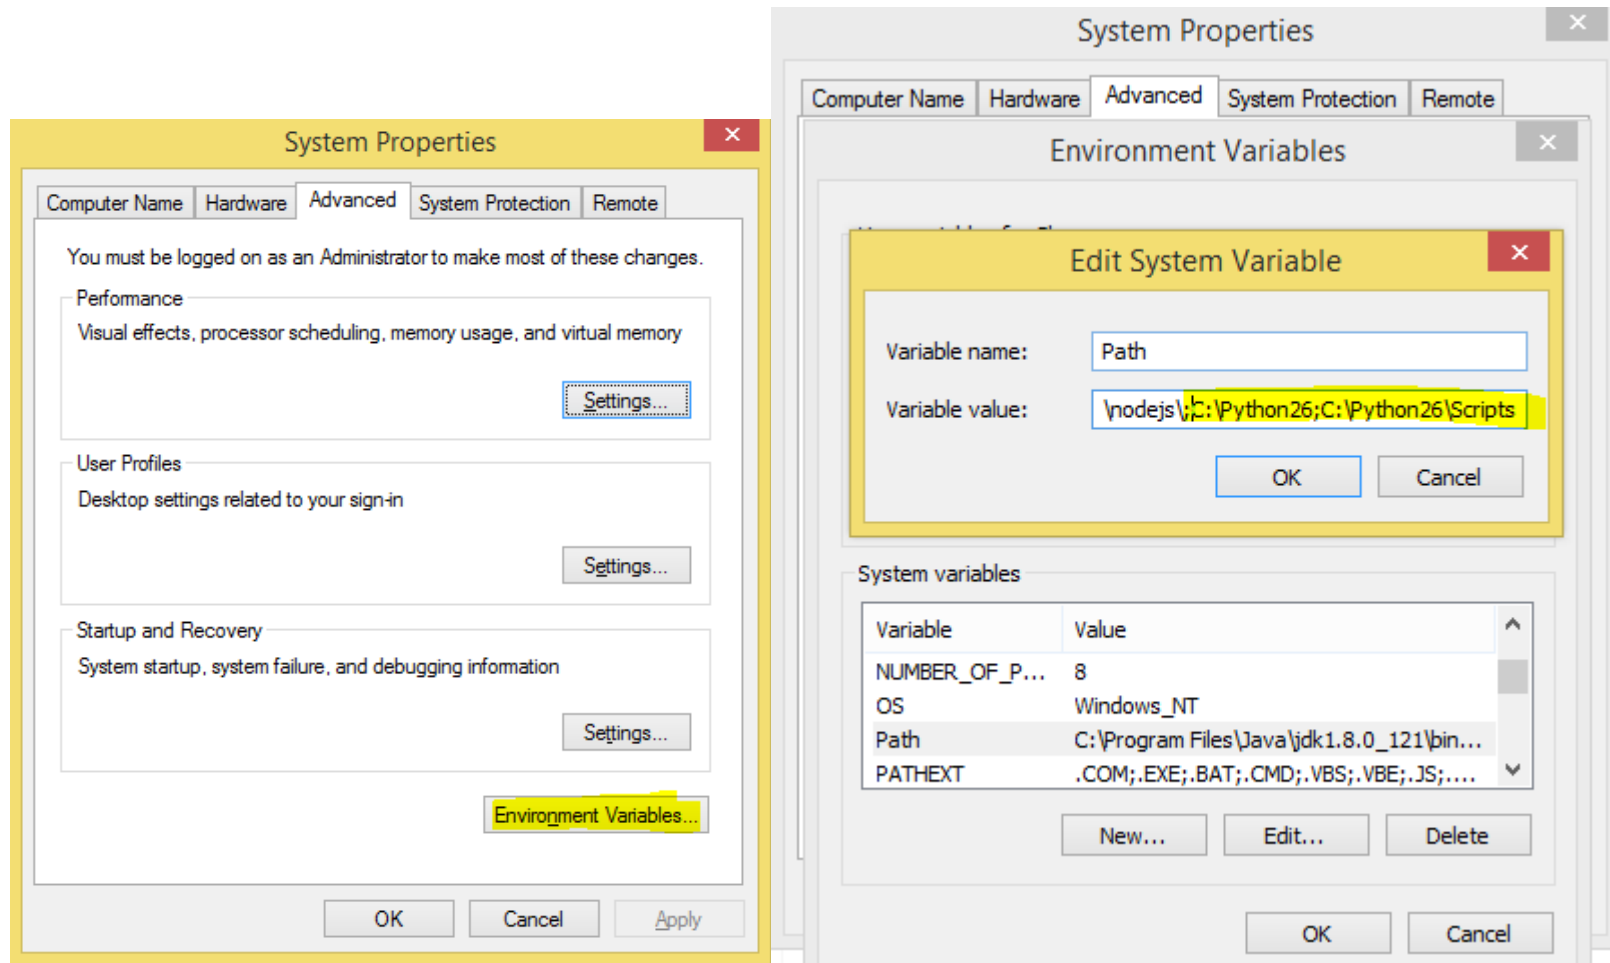 System Properties
Computer Name Hardware Advanced System Protection Remote
You must be logged on as an Administrator to make most of these changes.
Performance
Visual effects, processor scheduling, memory usage, and virtual memory
Settings...
User Profiles
Desktop settings related to your sign-in
Settings...
Startup and Recovery
System startup, system failure, and debugging information
Settings...
Environment Variables...
OK Cancel Apply
System Properties
Computer Name Hardware Advanced System Protection Remote
Environment Variables
Edit System Variable
Variable name: Path
Variable value: \nodejs\;C:\Python26;C:\Python26\Scripts
OK Cancel
System variables
Variable Value
NUMBER_OF_P... 8
OS Windows_NT
Path C:\Program Files\Java\jdk1.8.0_121\bin...
PATHEXT .COM;.EXE;.BAT;.CMD;.VBS;.VBE;.JS;....
New... Edit... Delete
OK Cancel